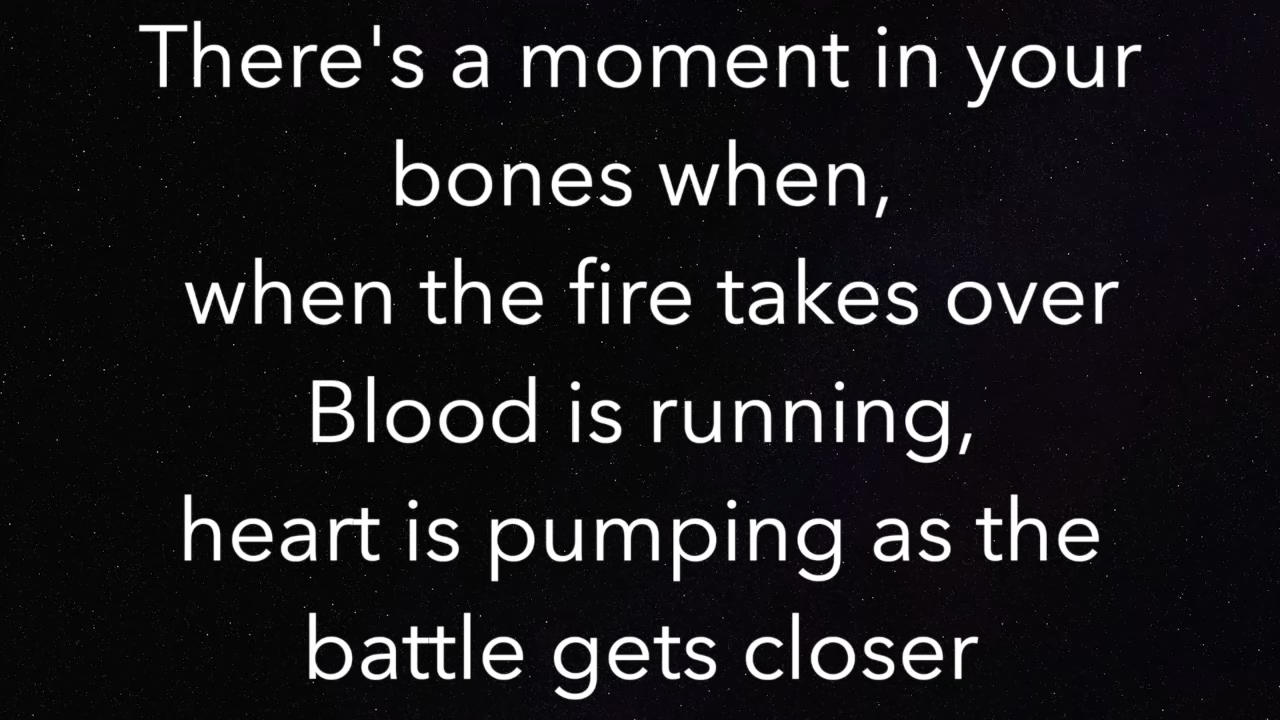 There's a moment in your
bones when,
when the fire takes over
Blood is running,
heart is pumping as the
battle gets closer